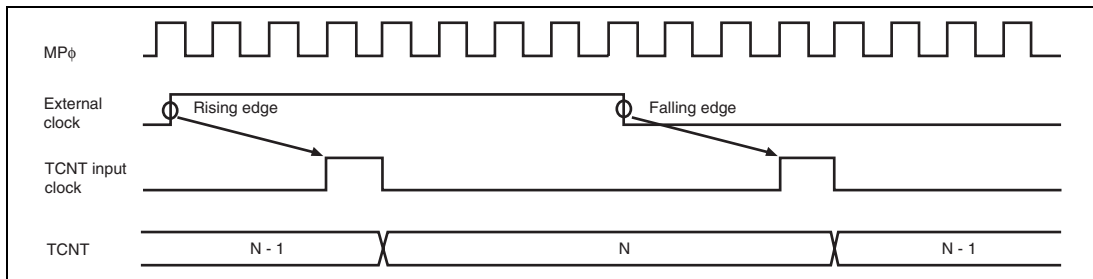 MPφ
External
clock
Rising edge
Falling edge
TCNT input
clock
TCNT
N - 1
N
N - 1